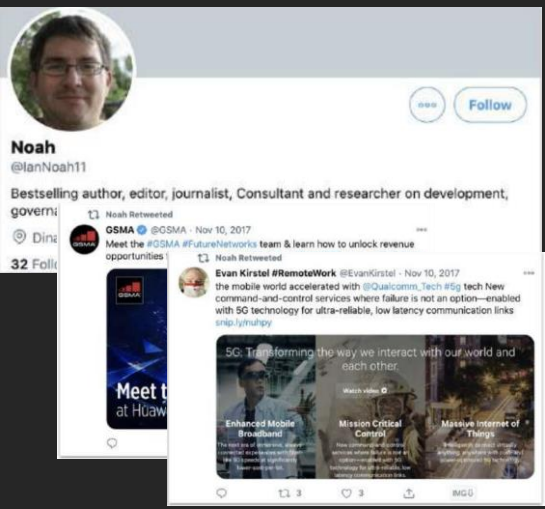 Noah
@IanNoah11
Follow
Bestselling author, editor, journalist, Consultant and researcher on development,
governa
Dina
32 Follo
Noah Retweeted
GSMA @GSMA · Nov 10, 2017
Meet the #GSMA #FutureNetworks team & learn how to unlock revenue
opportunities
GSMA
Meet t
at Huaw
Noah Retweeted
Evan Kirstel #RemoteWork @EvanKirstel · Nov 10, 2017
the mobile world accelerated with @Qualcomm_Tech #5g tech New
command-and-control services where failure is not an option—enabled
with 5G technology for ultra-reliable, low latency communication links
snip.ly/nuhpy
5G: Transforming the way we interact with our world and
each other.
Watch video
Enhanced Mobile
Broadband
Mission Critical
Control
Massive Internet of
Things
3
3